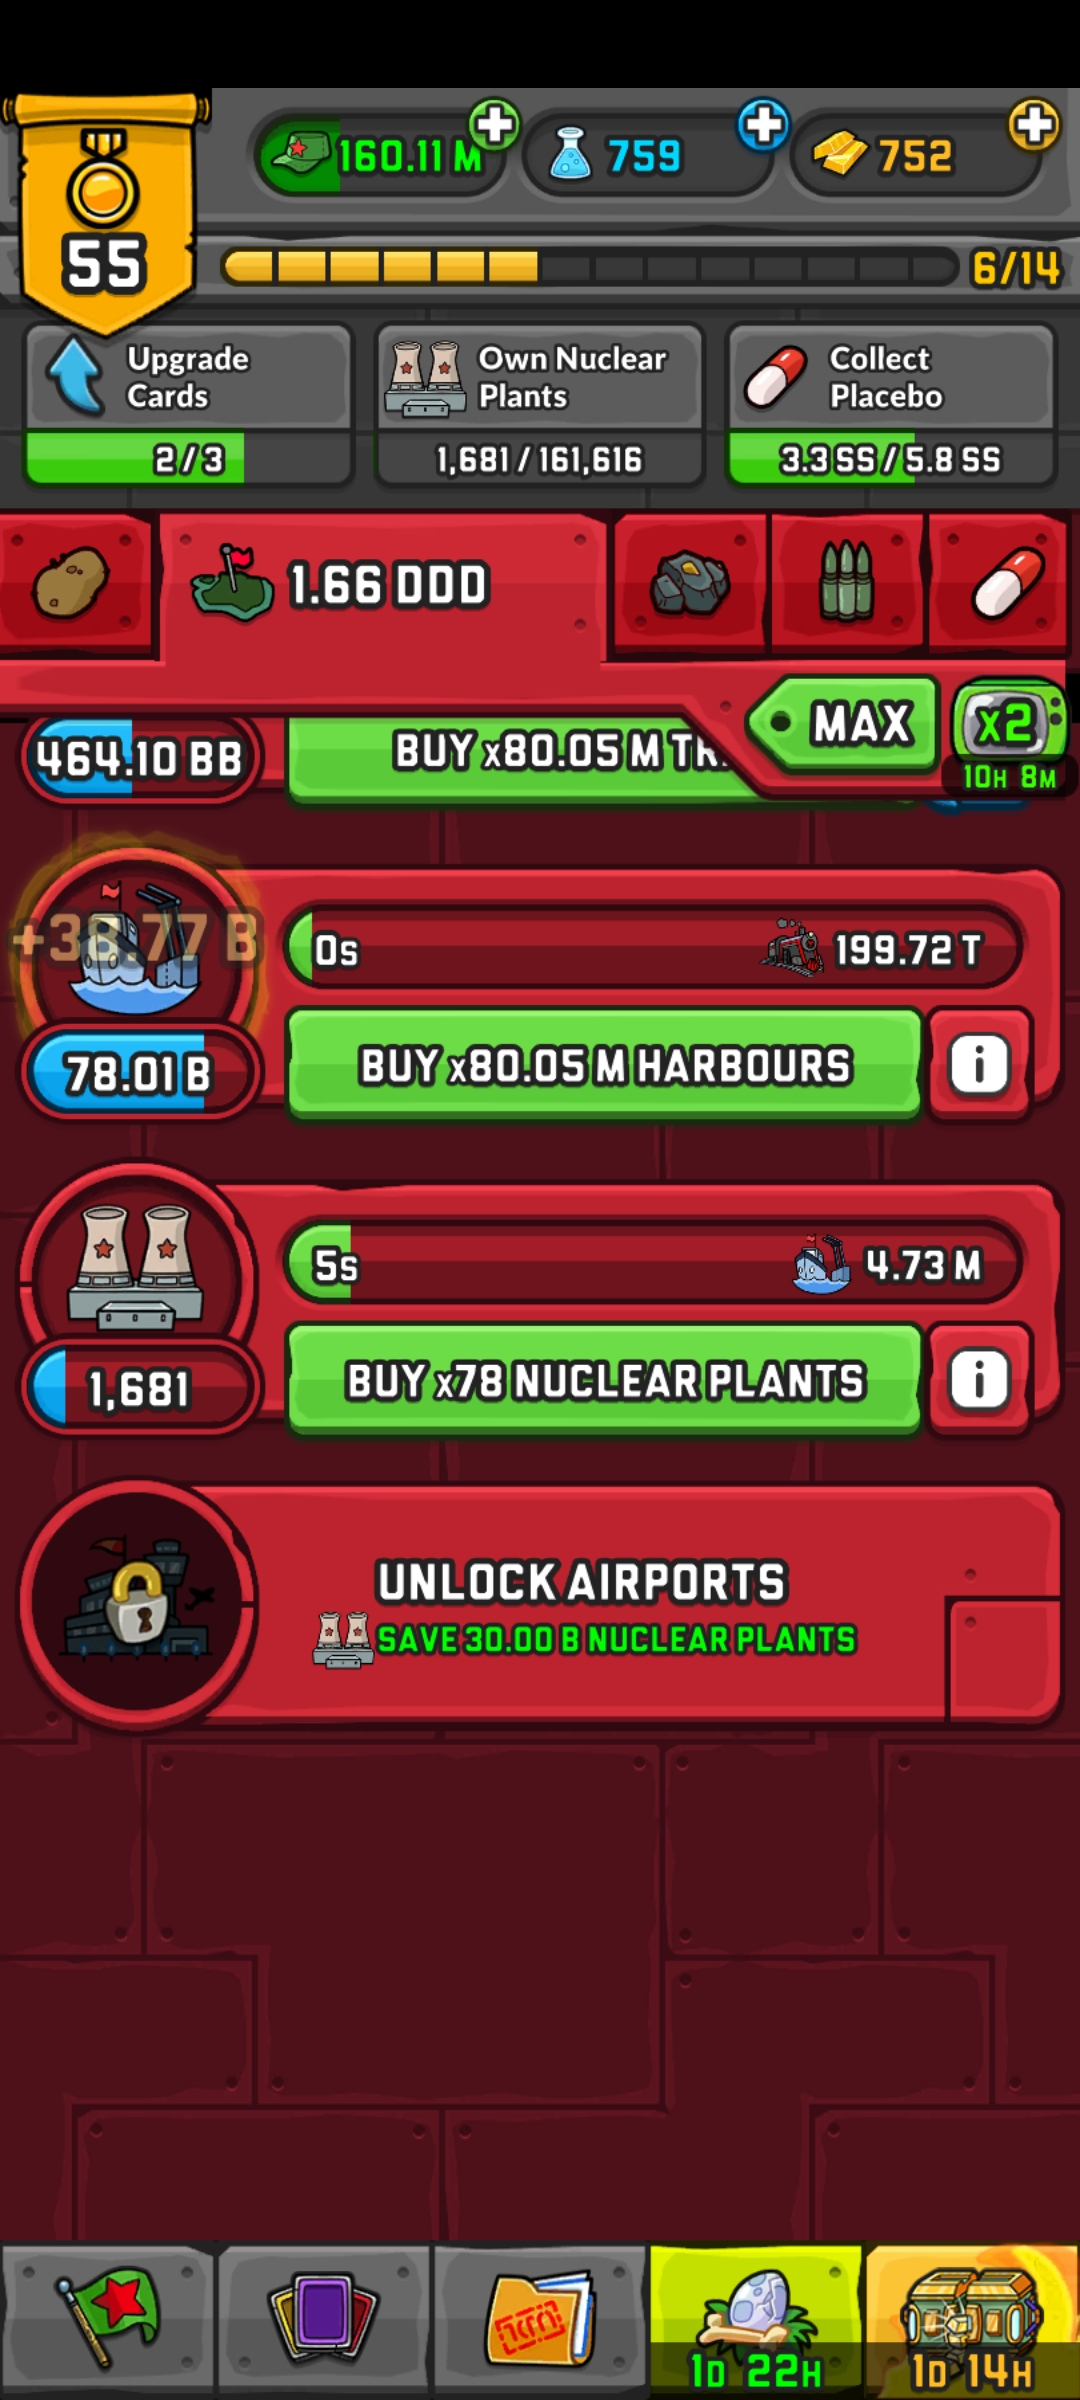 160.11 M
759
752
55
6/14
Upgrade
Cards
2/3
Own Nuclear
Plants
1,681/161,616
Collect
Placebo
3.3 SS/5.8 SS
1.66 DDD
MAX
x2
10H 8M
464.10 BB
BUY x80.05 M
+38.77 B
0s
199.72 T
78.01 B
BUY x80.05 M HARBOURS
i
5s
4.73 M
1,681
BUY x78 NUCLEAR PLANTS
i
UNLOCK AIRPORTS
SAVE 30.00 B NUCLEAR PLANTS
1D 22H
1D 14H